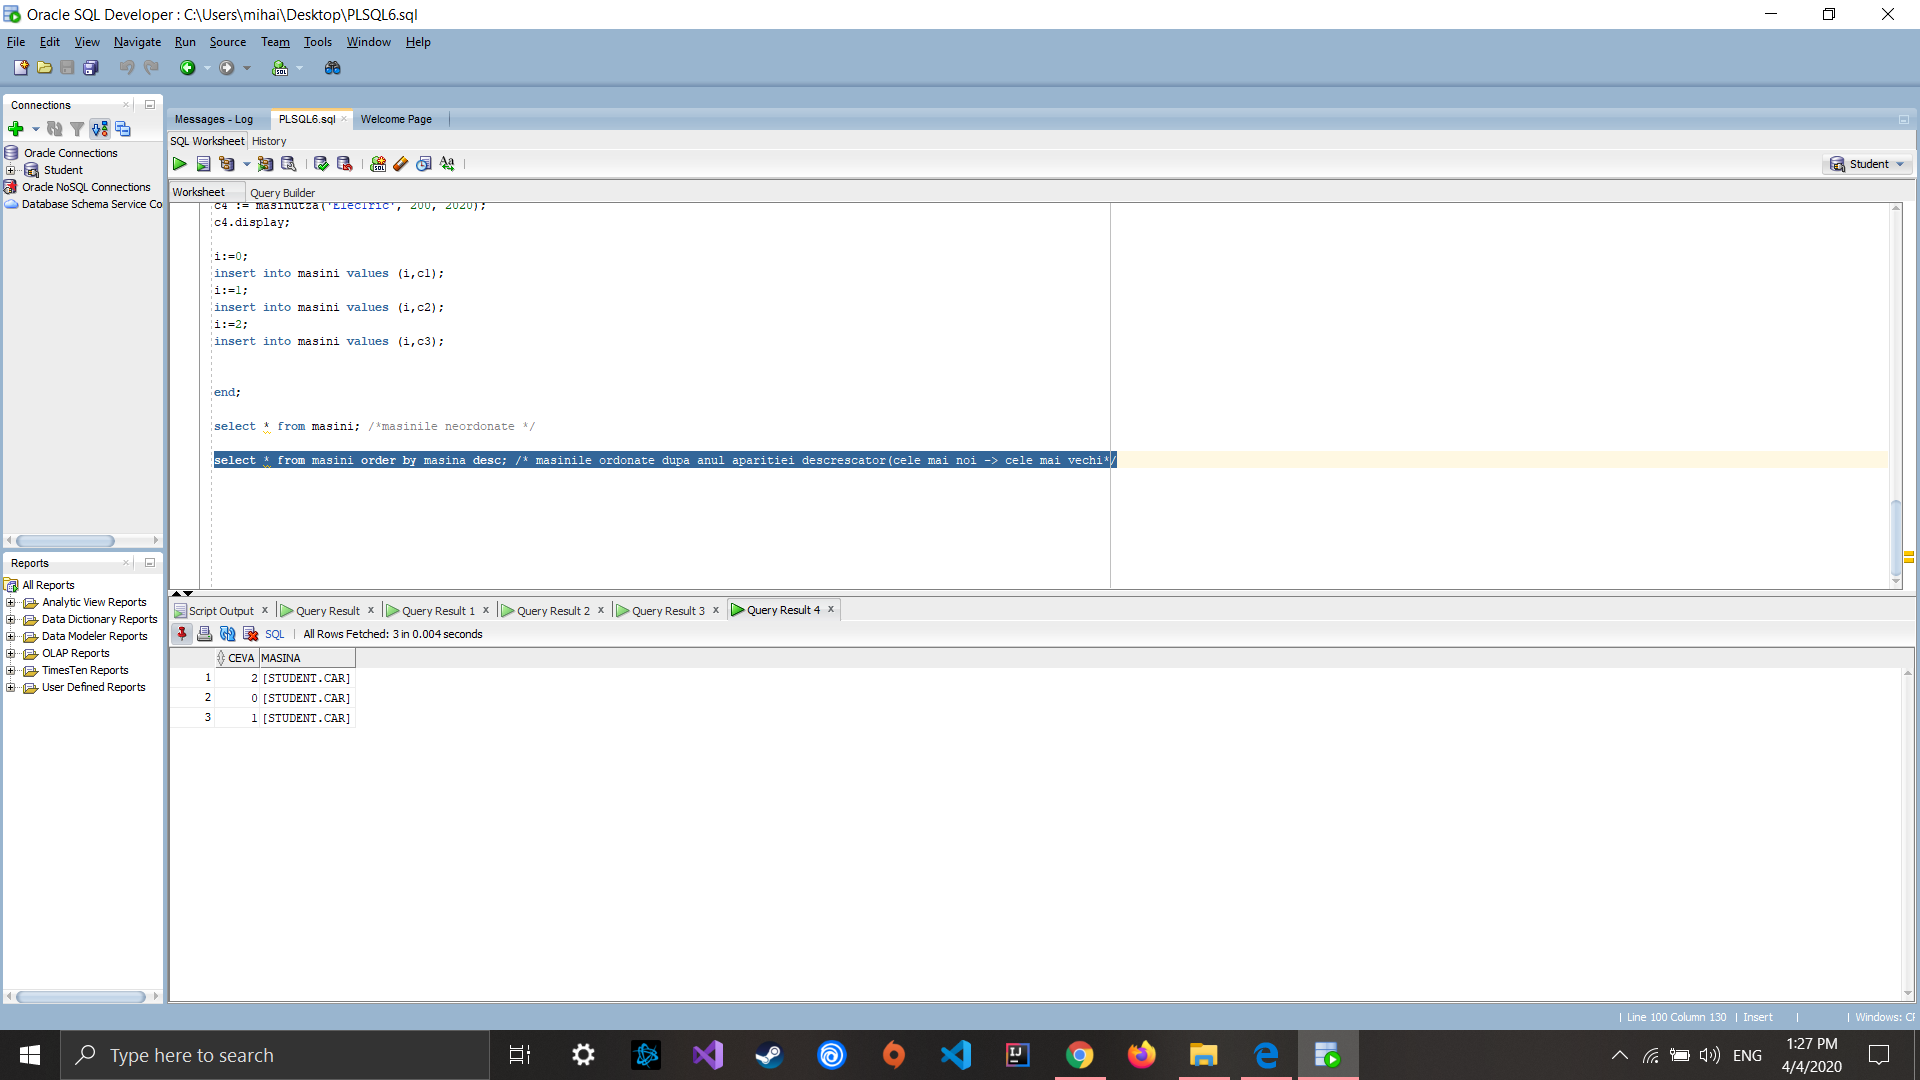 Oracle SQL Developer : C:\Users\mihai\Desktop\PLSQL6.sql
File Edit View Navigate Run Source Team Tools Window Help
Connections
Oracle Connections
Student
Oracle NoSQL Connections
Database Schema Service Co
Reports
All Reports
Analytic View Reports
Data Dictionary Reports
Data Modeler Reports
OLAP Reports
TimesTen Reports
User Defined Reports
Messages - Log PLSQL6.sql Welcome Page
SQL Worksheet History
Student
Worksheet Query Builder
c4 := masinutza('Elec1ric', 200, 2020);
c4.display;
i:=0;
insert into masini values (i,c1);
i:=1;
insert into masini values (i,c2);
i:=2;
insert into masini values (i,c3);
end;
select * from masini; /*masinile neordonate */
select * from masini order by masina desc; /* masinile ordonate dupa anul aparitiei descrescator(cele mai noi -> cele mai vechi*/
Script Output Query Result Query Result 1 Query Result 2 Query Result 3 Query Result 4
SQL All Rows Fetched: 3 in 0.004 seconds
CEVA MASINA
1 2 [STUDENT.CAR]
2 0 [STUDENT.CAR]
3 1 [STUDENT.CAR]
Line 100 Column 130 Insert Windows: CF
Type here to search
ENG
1:27 PM
4/4/2020